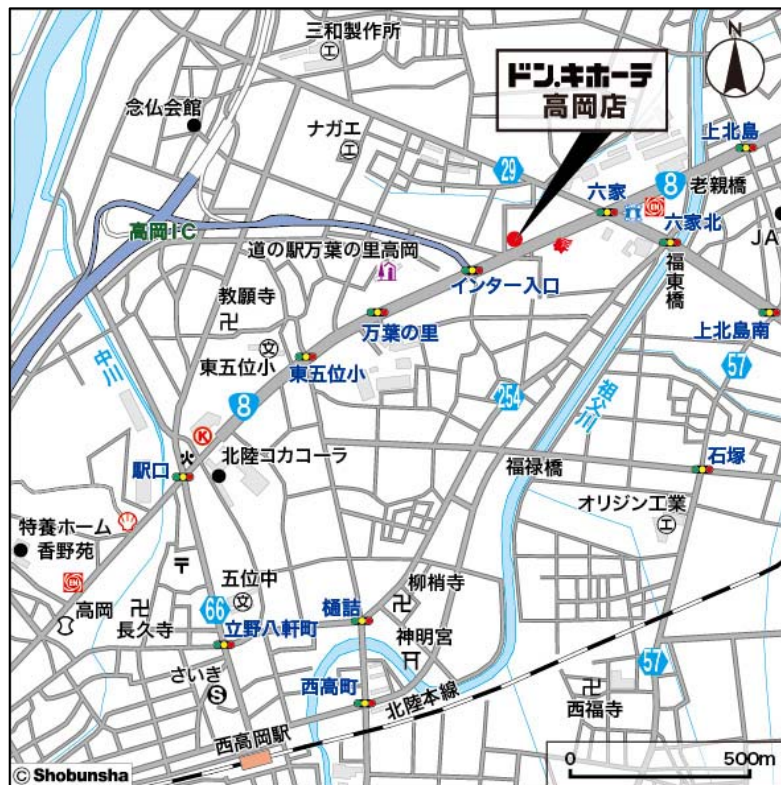 三和製作所
N
ドン.キホーテ
高岡店
念仏会館
ナガエ
上北島
29
8
老親橋
六家
六家北
JA
高岡IC
道の駅万葉の里高岡
インター入口
福東橋
教願寺
万葉の里
上北島南
東五位小
東五位小
57
中川
8
254
祖父川
K
北陸コカコーラ
駅口
福禄橋
石塚
オリジン工業
特養ホーム
香野苑
五位中
柳梢寺
66
樋詰
高岡
長久寺
立野八軒町
神明宮
さいき
57
西高町
北陸本線
西福寺
西高岡駅
0 500m
© Shobunsha